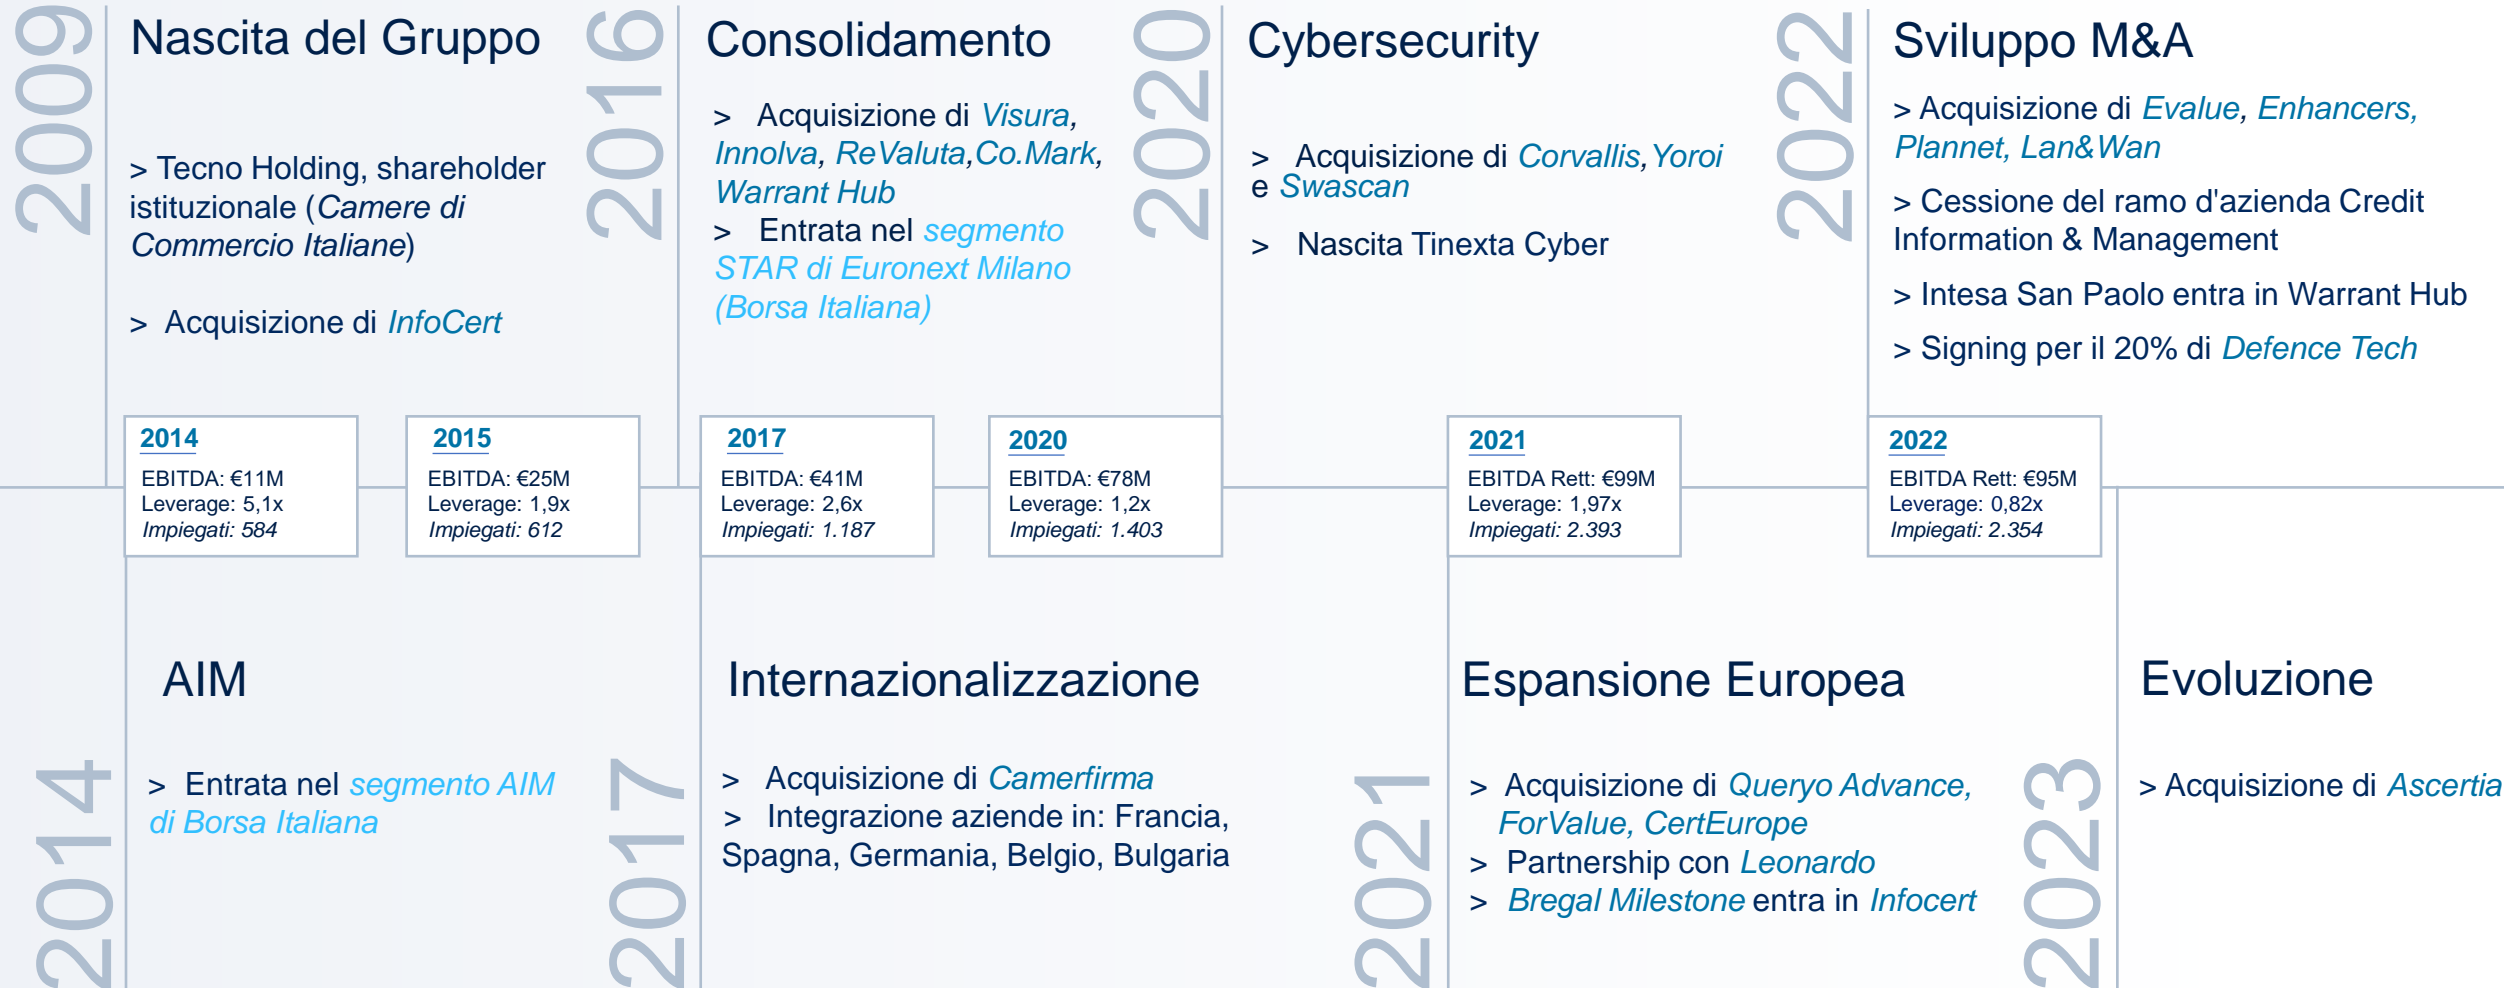 2009
Nascita del Gruppo
> Tecno Holding, shareholder
istituzionale (Camere di
Commercio Italiane)
> Acquisizione di InfoCert
2016
Consolidamento
> Acquisizione di Visura,
Innolva, ReValuta,Co.Mark,
Warrant Hub
> Entrata nel segmento
STAR di Euronext Milano
(Borsa Italiana)
2020
Cybersecurity
> Acquisizione di Corvallis,Yoroi
e Swascan
> Nascita Tinexta Cyber
2022
Sviluppo M&A
> Acquisizione di Evalue, Enhancers,
Plannet, Lan&Wan
> Cessione del ramo d'azienda Credit
Information & Management
> Intesa San Paolo entra in Warrant Hub
> Signing per il 20% di Defence Tech
2014
EBITDA: €11M
Leverage: 5,1x
Impiegati: 584
2015
EBITDA: €25M
Leverage: 1,9x
Impiegati: 612
2017
EBITDA: €41M
Leverage: 2,6x
Impiegati: 1.187
2020
EBITDA: €78M
Leverage: 1,2x
Impiegati: 1.403
2021
EBITDA Rett: €99M
Leverage: 1,97x
Impiegati: 2.393
2022
EBITDA Rett: €95M
Leverage: 0,82x
Impiegati: 2.354
2014
AIM
> Entrata nel segmento AIM
di Borsa Italiana
2017
Internazionalizzazione
> Acquisizione di Camerfirma
> Integrazione aziende in: Francia,
Spagna, Germania, Belgio, Bulgaria
2021
Espansione Europea
> Acquisizione di Queryo Advance,
ForValue, CertEurope
> Partnership con Leonardo
> Bregal Milestone entra in Infocert
2023
Evoluzione
> Acquisizione di Ascertia